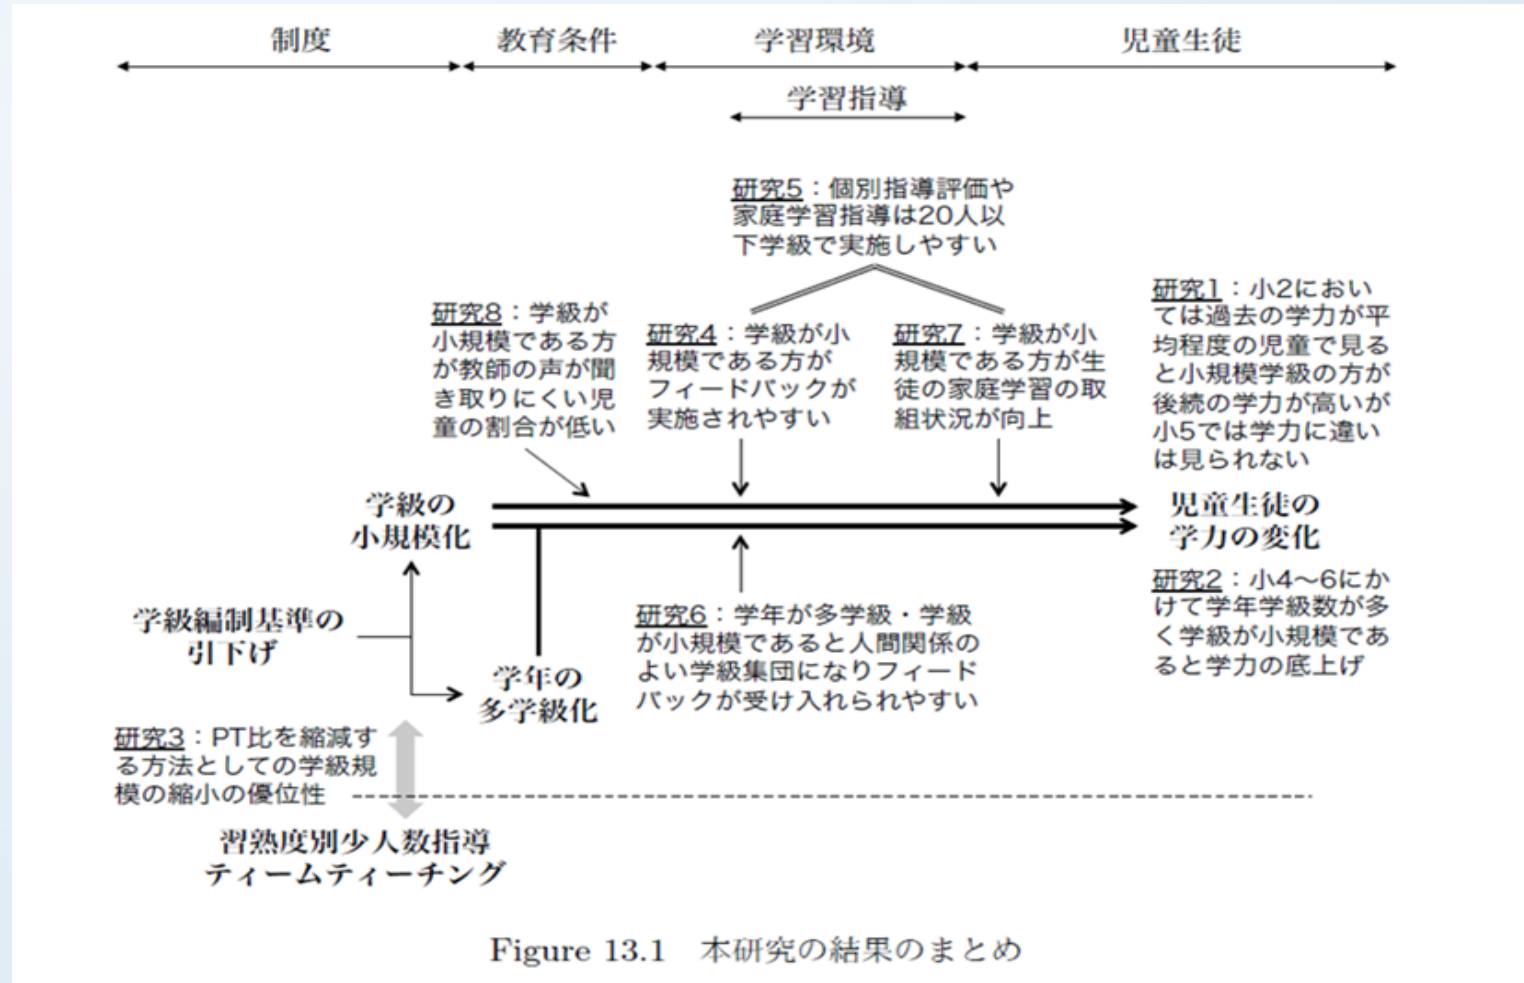 制度
教育条件
学習環境
児童生徒
学習指導
研究5：個別指導評価や
家庭学習指導は20人以
下学級で実施しやすい
研究8：学級が
小規模である方
が教師の声が聞
き取りにくい児
童の割合が低い
研究4：学級が小
規模である方が
フィードバックが
実施されやすい
研究7：学級が小
規模である方が生
徒の家庭学習の取
組状況が向上
研究1：小2におい
ては過去の学力が平
均程度の児童で見る
と小規模学級の方が
後続の学力が高いが
小5では学力に違い
は見られない
学級の
小規模化
児童生徒の
学力の変化
学級編制基準の
引下げ
学年の
多学級化
研究6：学年が多学級・学級
が小規模であると人間関係の
よい学級集団になりフィード
バックが受け入れられやすい
研究2：小4〜6にか
けて学年学級数が多
く学級が小規模であ
ると学力の底上げ
研究3：PT比を縮減す
る方法としての学級規
模の縮小の優位性
習熟度別少人数指導
ティームティーチング
Figure 13.1　本研究の結果のまとめ